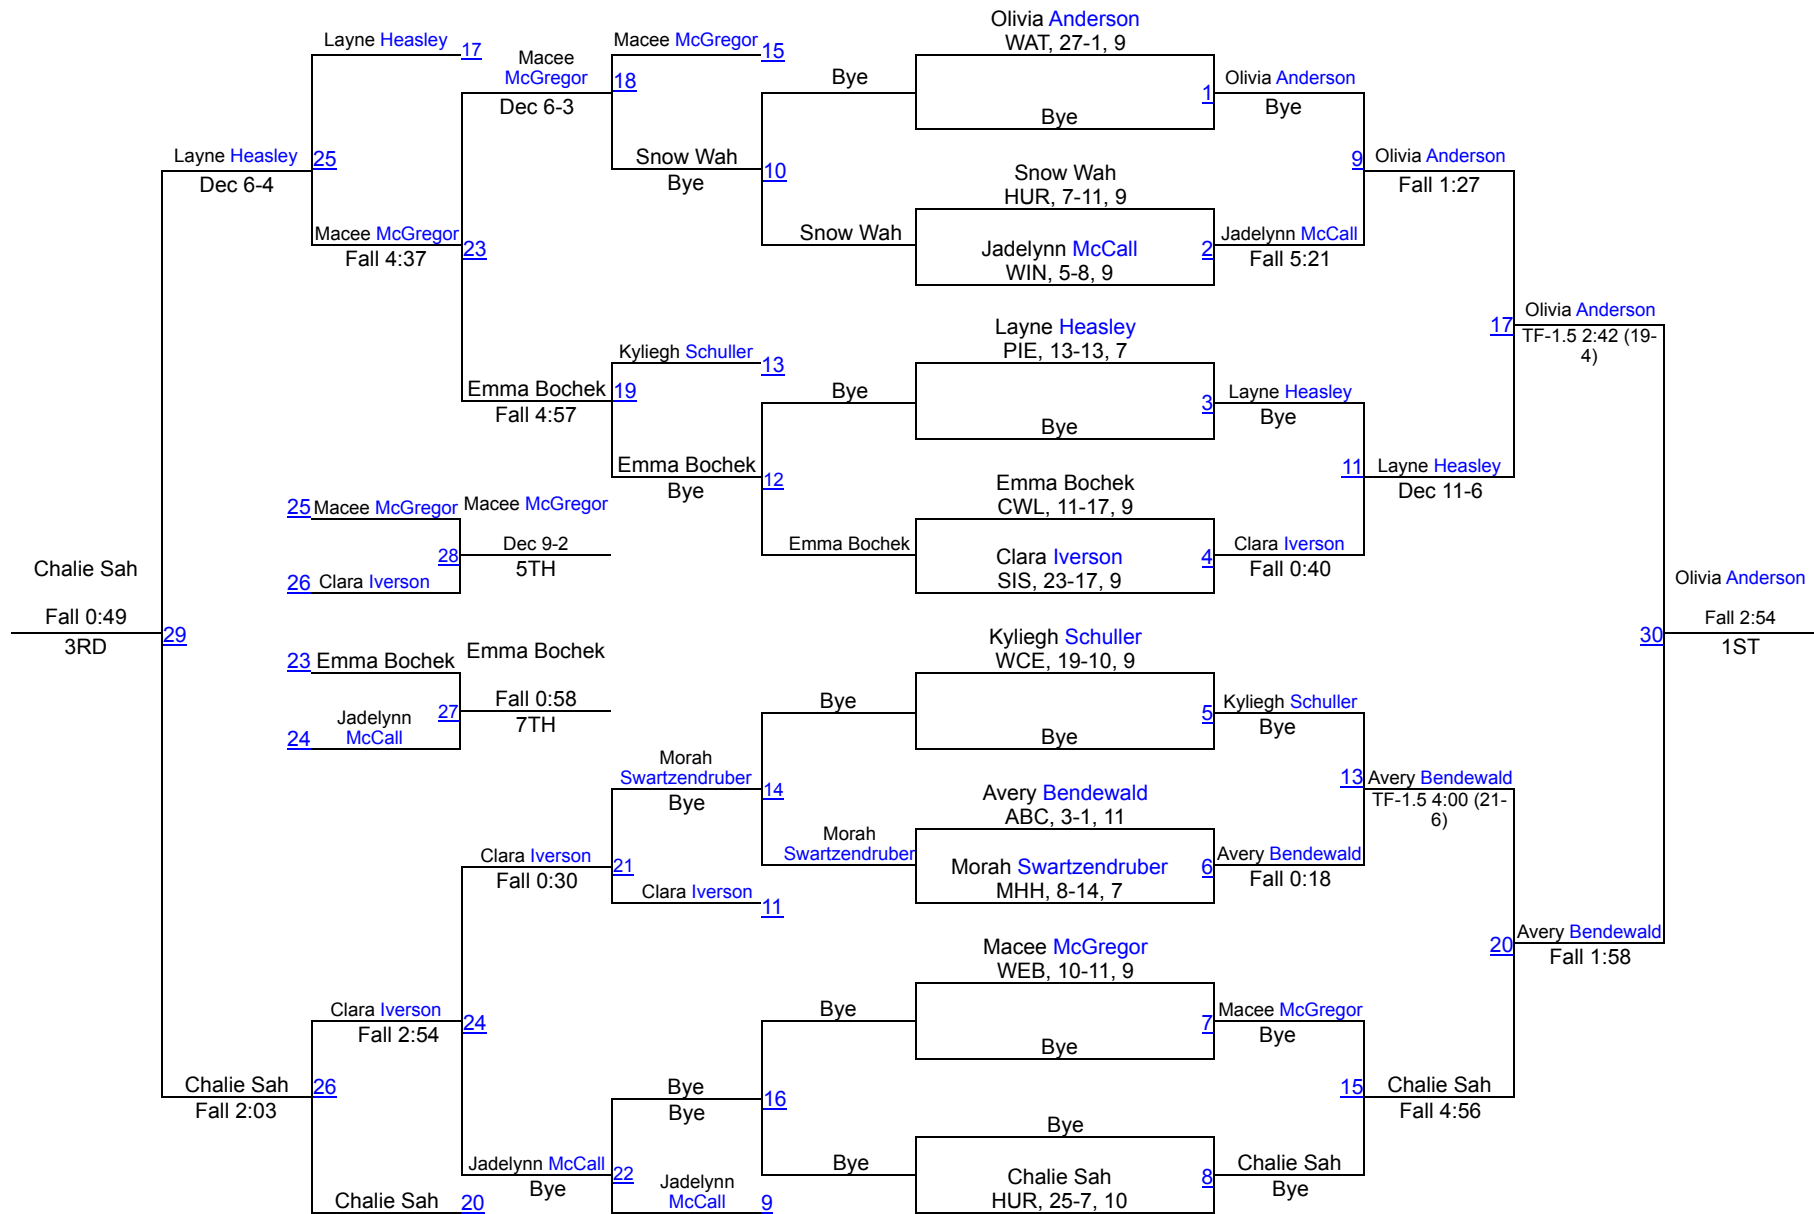 Layne Heasley 17
Macee
McGregor
Dec 6-3
Macee McGregor 15
18
Snow Wah
Bye
10
Bye
Snow Wah
Layne Heasley
Dec 6-4
25
Macee McGregor
Fall 4:37
23
Kyliegh Schuller 13
Emma Bochek
Fall 4:57
19
Emma Bochek
Bye
12
Bye
Emma Bochek
25 Macee McGregor
26 Clara Iverson
28
Macee McGregor
Dec 9-2
5TH
Chalie Sah
Fall 0:49
3RD
29
23 Emma Bochek
24
Jadelynn
McCall
27
Emma Bochek
Fall 0:58
7TH
Morah
Swartzendruber
Bye
14
Bye
Morah
Swartzendruber
Clara Iverson
Fall 0:30
21
Clara Iverson
11
Clara Iverson
Fall 2:54
24
Chalie Sah
Fall 2:03
26
Chalie Sah 20
Jadelynn McCall
Bye
22
Bye
Bye
16
Jadelynn
McCall
9
Bye
Bye
Olivia Anderson
WAT, 27-1, 9
Bye
1
Olivia Anderson
Bye
Snow Wah
HUR, 7-11, 9
Jadelynn McCall
WIN, 5-8, 9
2
Jadelynn McCall
Fall 5:21
9
Olivia Anderson
Fall 1:27
Layne Heasley
PIE, 13-13, 7
Bye
3
Layne Heasley
Bye
Emma Bochek
CWL, 11-17, 9
Clara Iverson
SIS, 23-17, 9
4
Clara Iverson
Fall 0:40
11
Layne Heasley
Dec 11-6
17
Olivia Anderson
TF-1.5 2:42 (19-
4)
Kyliegh Schuller
WCE, 19-10, 9
Bye
5
Kyliegh Schuller
Bye
Avery Bendewald
ABC, 3-1, 11
Morah Swartzendruber
MHH, 8-14, 7
6
Avery Bendewald
Fall 0:18
13
Avery Bendewald
TF-1.5 4:00 (21-
6)
Macee McGregor
WEB, 10-11, 9
Bye
7
Macee McGregor
Bye
Bye
Chalie Sah
HUR, 25-7, 10
8
Chalie Sah
Bye
15
Chalie Sah
Fall 4:56
20
Avery Bendewald
Fall 1:58
30
Olivia Anderson
Fall 2:54
1ST